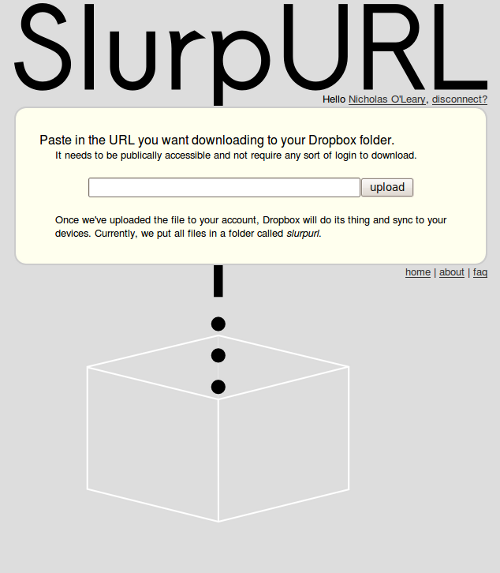 SlurpURL
Hello Nicholas O'Leary, disconnect?
Paste in the URL you want downloading to your Dropbox folder.
It needs to be publically accessible and not require any sort of login to download.
upload
Once we've uploaded the file to your account, Dropbox will do its thing and sync to your
devices. Currently, we put all files in a folder called slurpurl.
home | about | faq